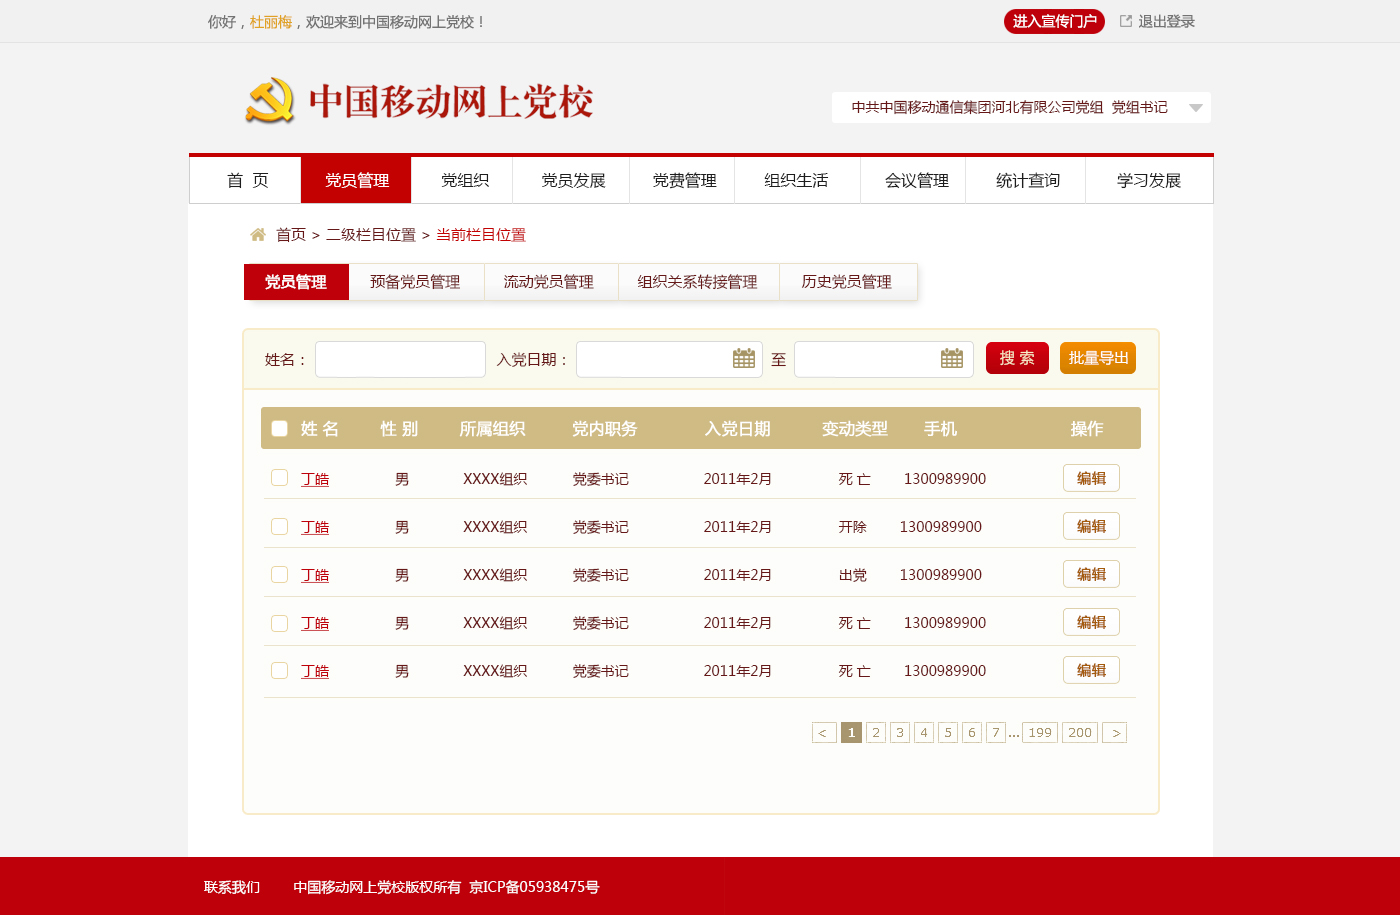 你好，杜丽梅，欢迎来到中国移动网上党校！ 进入宣传门户 退出登录
中国移动网上党校
中共中国移动通信集团河北有限公司党组 党组书记
首 页 党员管理 党组织 党员发展 党费管理 组织生活 会议管理 统计查询 学习发展
首页 > 二级栏目位置 > 当前栏目位置
党员管理 预备党员管理 流动党员管理 组织关系转接管理 历史党员管理
姓名： 入党日期： 至 搜 索 批量导出
姓 名 性 别 所属组织 党内职务 入党日期 变动类型 手机 操作
丁皓 男 XXXX组织 党委书记 2011年2月 死 亡 1300989900 编辑
丁皓 男 XXXX组织 党委书记 2011年2月 开除 1300989900 编辑
丁皓 男 XXXX组织 党委书记 2011年2月 出党 1300989900 编辑
丁皓 男 XXXX组织 党委书记 2011年2月 死 亡 1300989900 编辑
丁皓 男 XXXX组织 党委书记 2011年2月 死 亡 1300989900 编辑
< 1 2 3 4 5 6 7 ... 199 200 >
联系我们 中国移动网上党校版权所有 京ICP备05938475号